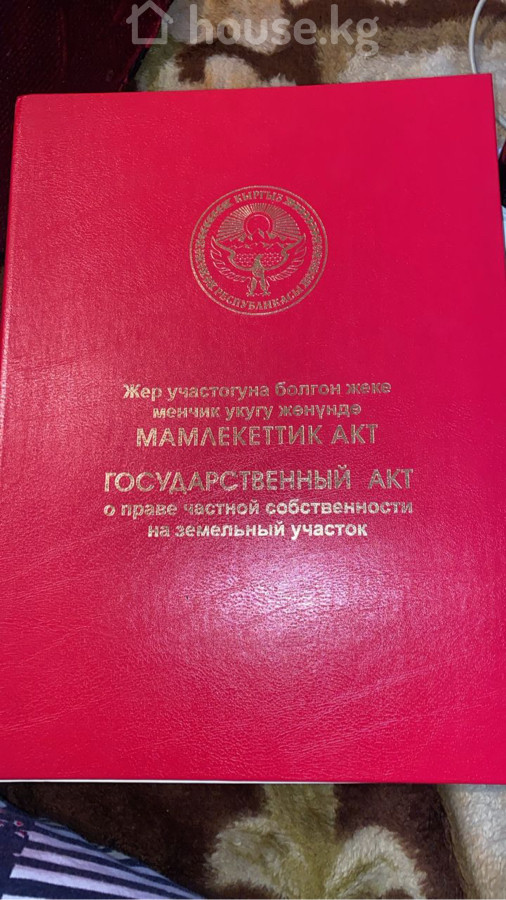 house.kg
КЫРГЫЗ
РЕСПУБЛИКАСЫ
Жер участогуна болгон жеке
менчик укугу жөнүндө
МАМЛЕКЕТТИК АКТ
ГОСУДАРСТВЕННЫЙ АКТ
о праве частной собственности
на земельный участок